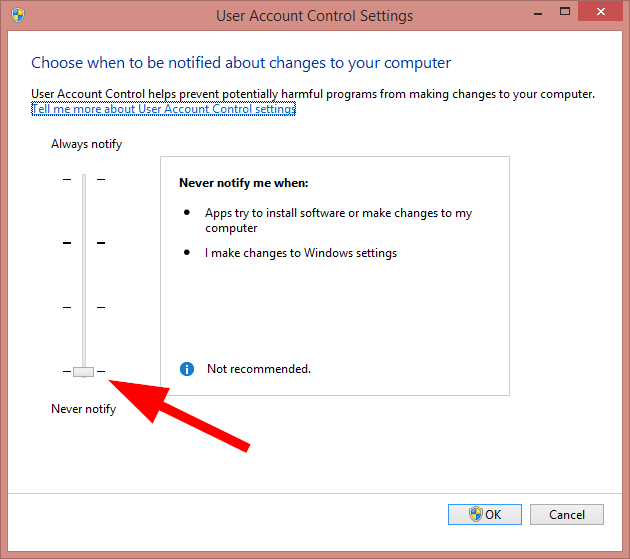 User Account Control Settings
Choose when to be notified about changes to your computer
User Account Control helps prevent potentially harmful programs from making changes to your computer.
Tell me more about User Account Control settings
Always notify
Never notify me when:
Apps try to install software or make changes to my
computer
I make changes to Windows settings
Not recommended.
Never notify
OK
Cancel